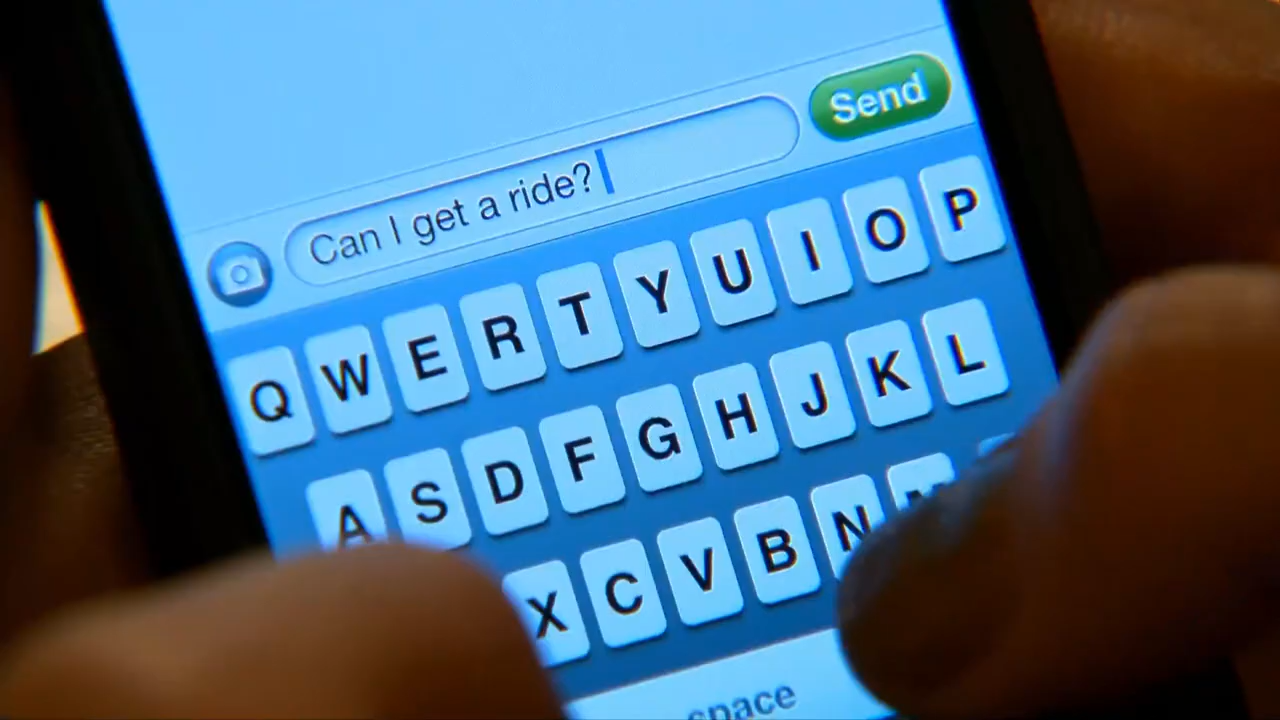 Send
Can I get a ride?
Q W E R T Y U I O P
A S D F G H J K L
X C V B N
space